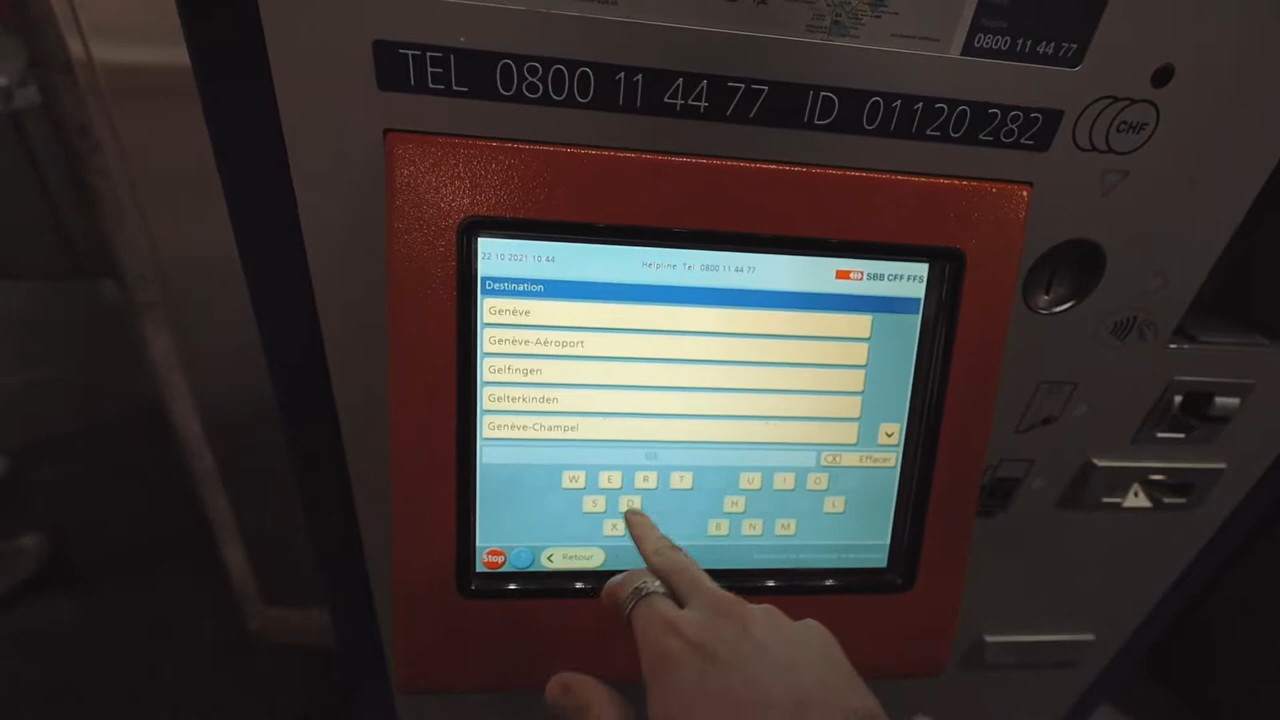 0800 11 44 77
TEL 0800 11 44 77 ID 01120 282
CHF
22 10 2021 10 44
Helpline Tel 0800 11 44 77
SBB CFF FFS
Destination
Genève
Genève-Aéroport
Gelfingen
Gelterkinden
Genève-Champel
GE
Effacer
W E R T U I O
S D H L
X B N M
Stop
? Retour